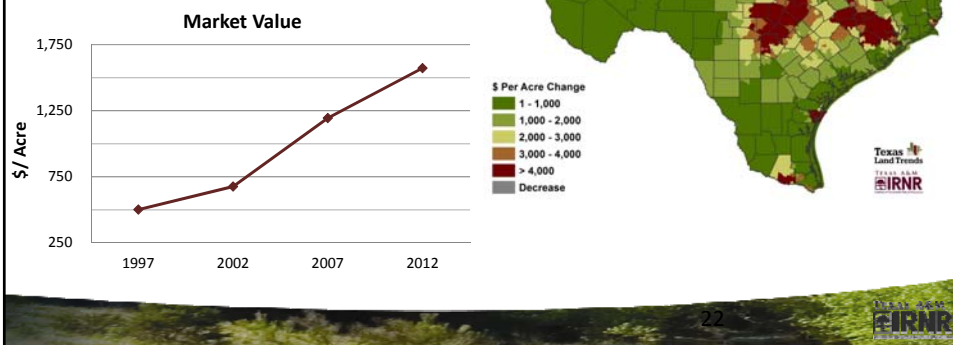 Market Value
1,750
1,250
750
250
$/ Acre
1997 2002 2007 2012
$ Per Acre Change
1 - 1,000
1,000 - 2,000
2,000 - 3,000
3,000 - 4,000
> 4,000
Decrease
Texas
Land Trends
TEXAS A&M
IRNR
22
TEXAS A&M
IRNR